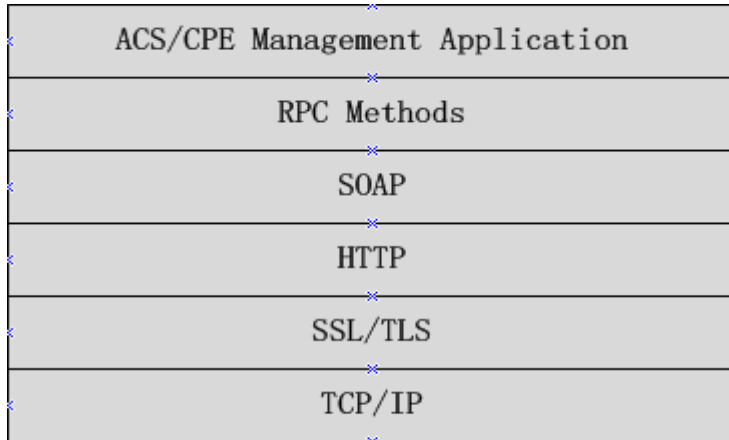 ACS/CPE Management Application
RPC Methods
SOAP
HTTP
SSL/TLS
TCP/IP